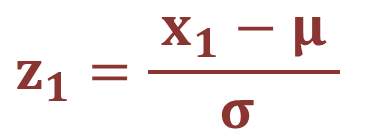 z₁ = (x₁ − μ) / σ